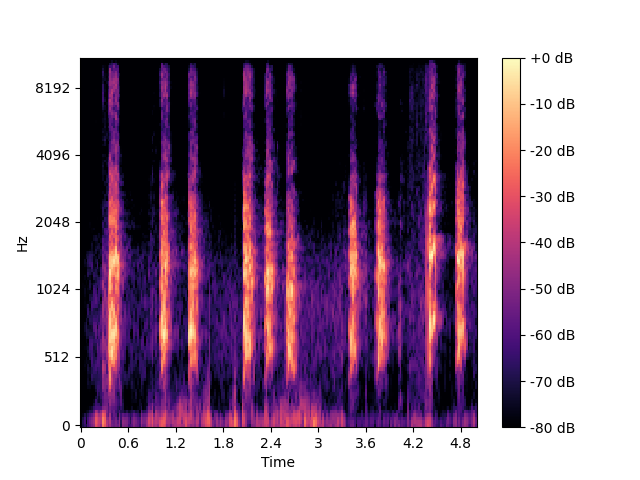 8192
4096
2048
1024
512
0
Hz
0 0.6 1.2 1.8 2.4 3 3.6 4.2 4.8
Time
+0 dB
-10 dB
-20 dB
-30 dB
-40 dB
-50 dB
-60 dB
-70 dB
-80 dB